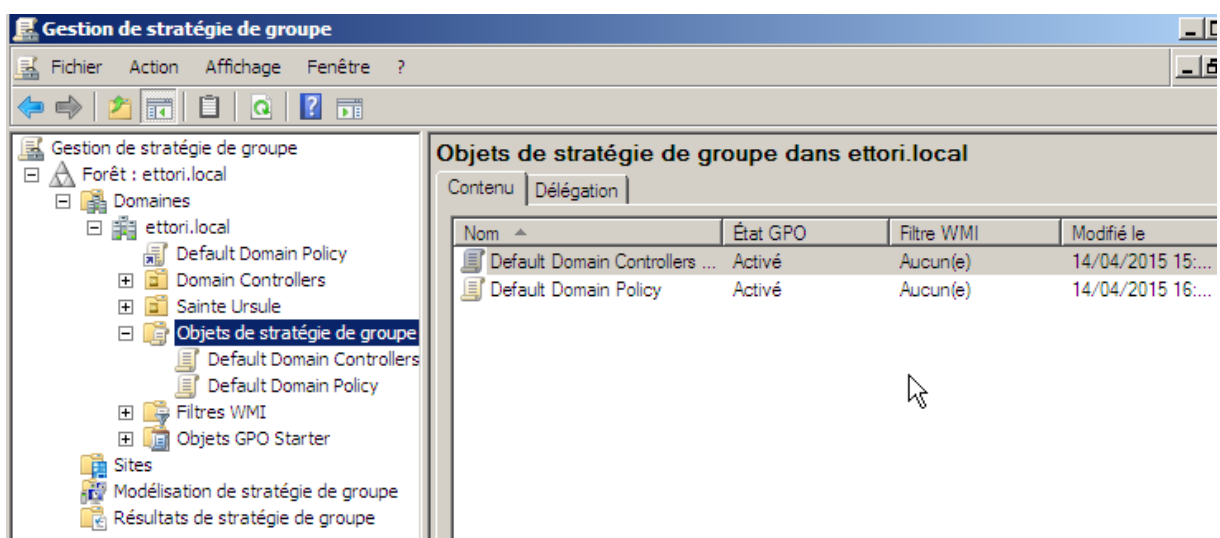 Gestion de stratégie de groupe
Fichier Action Affichage Fenêtre ?
Gestion de stratégie de groupe
Forêt : ettori.local
Domaines
ettori.local
Default Domain Policy
Domain Controllers
Sainte Ursule
Objets de stratégie de groupe
Default Domain Controllers
Default Domain Policy
Filtres WMI
Objets GPO Starter
Sites
Modélisation de stratégie de groupe
Résultats de stratégie de groupe
Objets de stratégie de groupe dans ettori.local
Contenu Délégation
Nom État GPO Filtre WMI Modifié le
Default Domain Controllers ... Activé Aucun(e) 14/04/2015 15:...
Default Domain Policy Activé Aucun(e) 14/04/2015 16:...